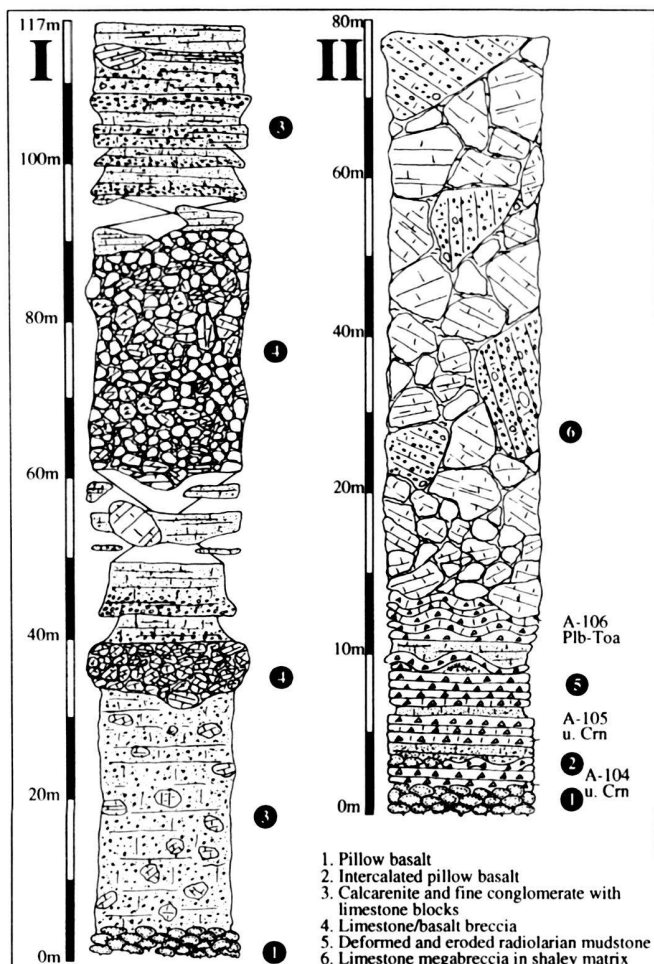 117m
I
3
100m
80m
4
60m
40m
4
20m
3
0m
1
80m
II
60m
40m
6
20m
A-106
Plb-Toa
10m
5
A-105
u. Crn
2
A-104
u. Crn
1
0m
1. Pillow basalt
2. Intercalated pillow basalt
3. Calcarenite and fine conglomerate with
limestone blocks
4. Limestone/basalt breccia
5. Deformed and eroded radiolarian mudstone
6. Limestone megabreccia in shaley matrix